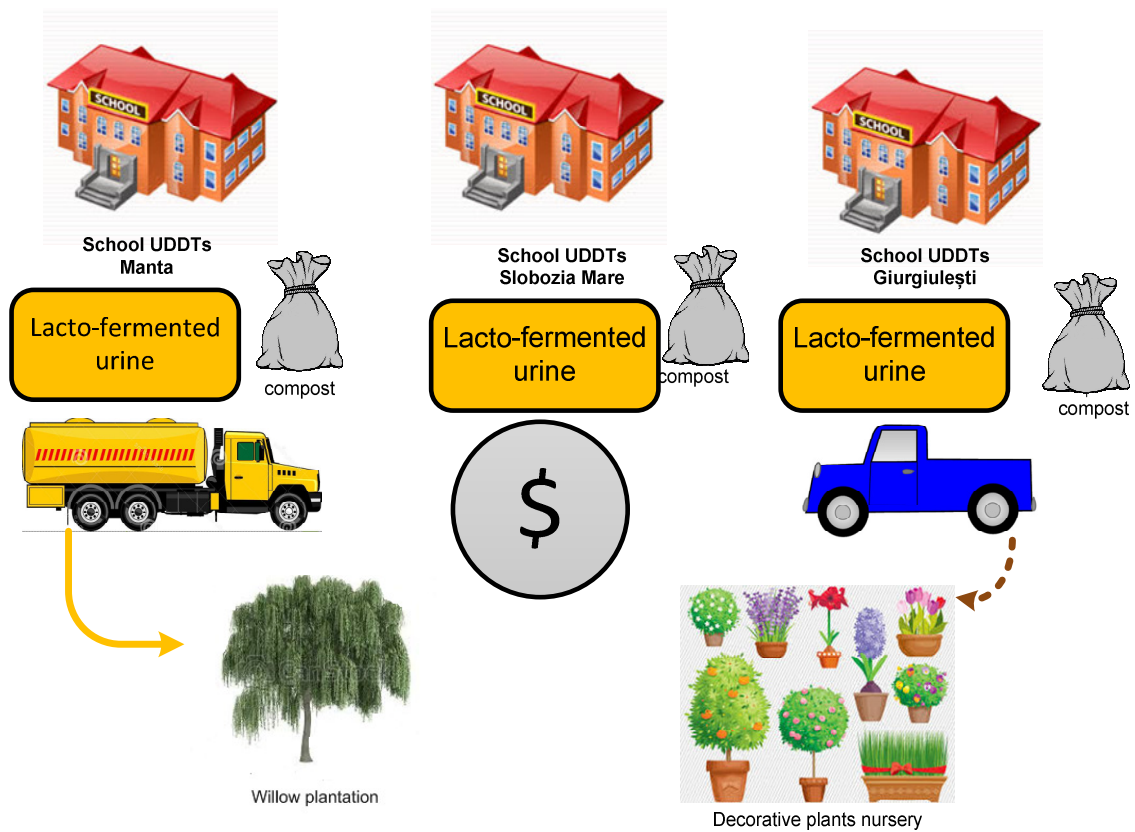 SCHOOL
SCHOOL
SCHOOL
School UDDTs
Manta
School UDDTs
Slobozia Mare
School UDDTs
Giurgiulești
Lacto-fermented
urine
compost
Lacto-fermented
urine
compost
Lacto-fermented
urine
compost
$
Willow plantation
Decorative plants nursery